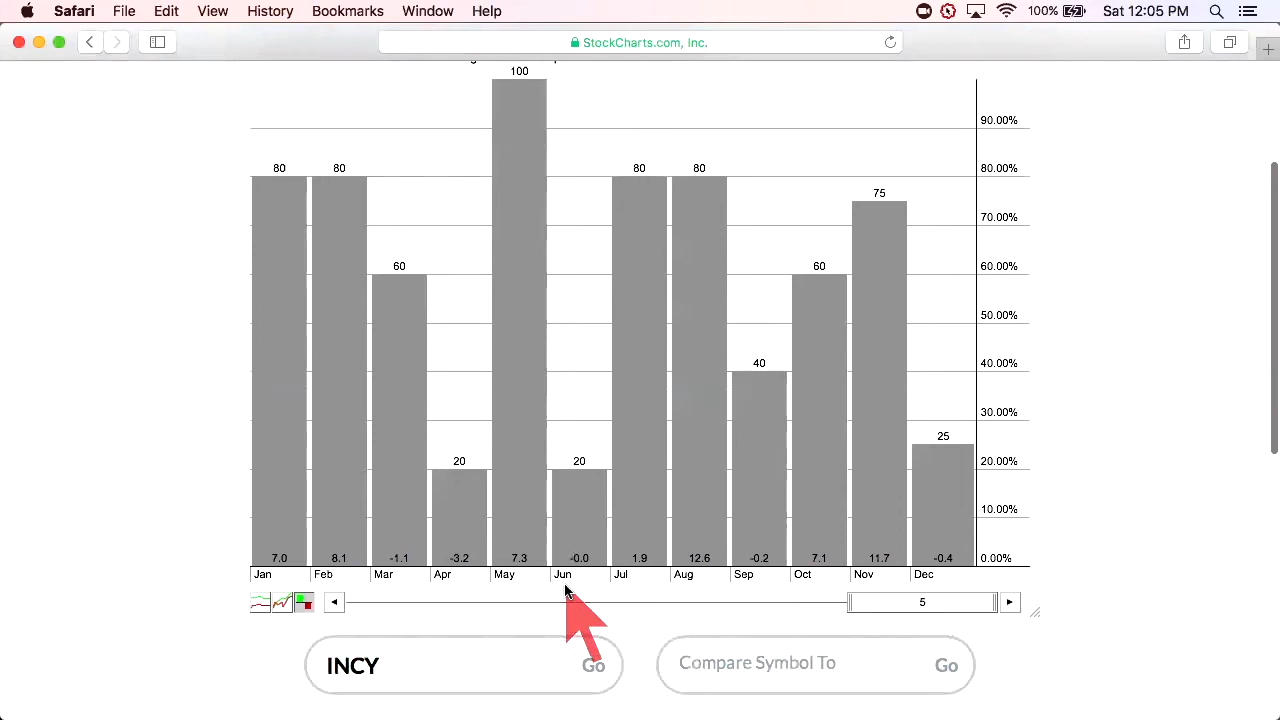 Safari File Edit View History Bookmarks Window Help 100% Sat 12:05 PM
StockCharts.com, Inc.
100
90.00%
80 80 80 80 80.00%
75
70.00%
60 60 60.00%
50.00%
40 40.00%
30.00%
25
20 20 20.00%
10.00%
7.0 8.1 -1.1 -3.2 7.3 -0.0 1.9 12.6 -0.2 7.1 11.7 -0.4 0.00%
Jan Feb Mar Apr May Jun Jul Aug Sep Oct Nov Dec
5
INCY Go Compare Symbol To Go